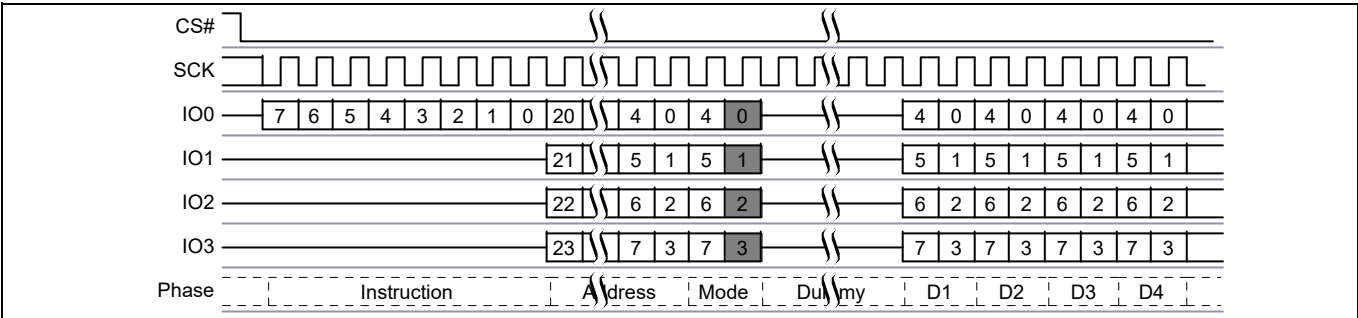 CS#
SCK
IO0 7 6 5 4 3 2 1 0 20 4 0 4 0 4 0 4 0 4 0 4 0
IO1 21 5 1 5 1 5 1 5 1 5 1 5 1
IO2 22 6 2 6 2 6 2 6 2 6 2 6 2
IO3 23 7 3 7 3 7 3 7 3 7 3 7 3
Phase Instruction Address Mode Dummy D1 D2 D3 D4